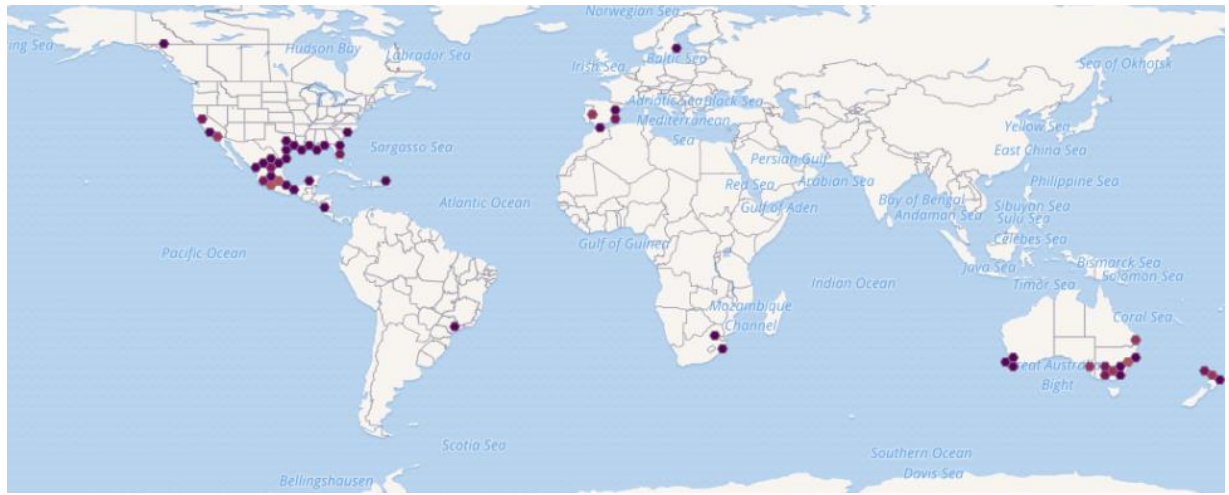 Norwegian Sea
ring Sea
Hudson Bay
Labrador Sea
Baltic Sea
Irish Sea
Sea of Okhotsk
Adriatic Sea
Black Sea
Mediterranean
Sea
Yellow Sea
East China Sea
Sargasso Sea
Persian Gulf
Arabian Sea
Philippine Sea
Red Sea
Bay of Bengal
Gulf of Aden
Andaman Sea
Sibuyan Sea
Sulu Sea
Atlantic Ocean
Gulf of Guinea
Celebes Sea
Pacific Ocean
Bismarck Sea
Java Sea
Solomon Sea
Indian Ocean
Timor Sea
Mozambique
Channel
Coral Sea
reat Australia
Bight
Scotia Sea
Southern Ocean
Davis Sea
Bellingshausen